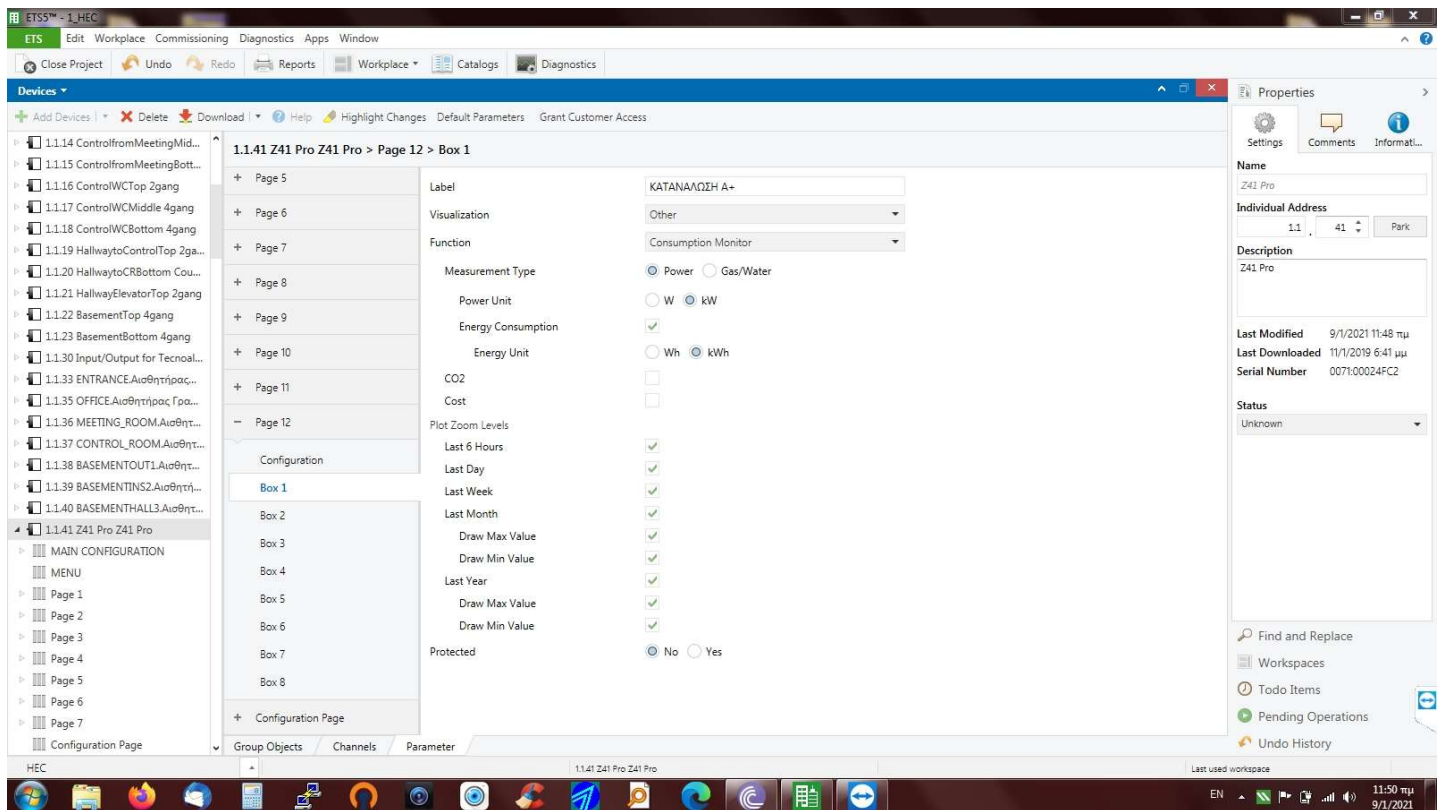 ETS5™ - 1_HEC
ETS Edit Workplace Commissioning Diagnostics Apps Window
Close Project Undo Redo Reports Workplace Catalogs Diagnostics
Devices
Add Devices Delete Download Help Highlight Changes Default Parameters Grant Customer Access
1.1.14 ControlfromMeetingMid...
1.1.15 ControlfromMeetingBott...
1.1.16 ControlWCTop 2gang
1.1.17 ControlWCMiddle 4gang
1.1.18 ControlWCBottom 4gang
1.1.19 HallwaytoControlTop 2ga...
1.1.20 HallwaytoCRBottom Cou...
1.1.21 HallwayElevatorTop 2gang
1.1.22 BasementTop 4gang
1.1.23 BasementBottom 4gang
1.1.30 Input/Output for Tecnoal...
1.1.33 ENTRANCE.Αισθητήρας...
1.1.35 OFFICE.Αισθητήρας Γρα...
1.1.36 MEETING_ROOM.Αισθητ...
1.1.37 CONTROL_ROOM.Αισθητ...
1.1.38 BASEMENTOUT1.Αισθητ...
1.1.39 BASEMENTINS2.Αισθητή...
1.1.40 BASEMENTHALL3.Αισθητ...
1.1.41 Z41 Pro Z41 Pro
MAIN CONFIGURATION
MENU
Page 1
Page 2
Page 3
Page 4
Page 5
Page 6
Page 7
Configuration Page
1.1.41 Z41 Pro Z41 Pro > Page 12 > Box 1
+ Page 5
+ Page 6
+ Page 7
+ Page 8
+ Page 9
+ Page 10
+ Page 11
− Page 12
Configuration
Box 1
Box 2
Box 3
Box 4
Box 5
Box 6
Box 7
Box 8
+ Configuration Page
Label ΚΑΤΑΝΑΛΩΣΗ Α+
Visualization Other
Function Consumption Monitor
Measurement Type Power Gas/Water
Power Unit W kW
Energy Consumption
Energy Unit Wh kWh
CO2
Cost
Plot Zoom Levels
Last 6 Hours
Last Day
Last Week
Last Month
Draw Max Value
Draw Min Value
Last Year
Draw Max Value
Draw Min Value
Protected No Yes
Group Objects Channels Parameter
Properties
Settings Comments Informati...
Name
Z41 Pro
Individual Address
1.1 . 41 Park
Description
Z41 Pro
Last Modified 9/1/2021 11:48 πμ
Last Downloaded 11/1/2019 6:41 μμ
Serial Number 0071:00024FC2
Status
Unknown
Find and Replace
Workspaces
Todo Items
Pending Operations
Undo History
HEC 1.1.41 Z41 Pro Z41 Pro Last used workspace
EN 11:50 πμ
9/1/2021